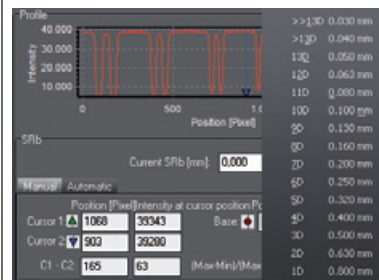 Profile
40.000
30.000
20.000
10.000
Intensity
0
500
1.0
Position [Pixel]
SRb
Current SRb [mm]: 0,000
Manual Automatic
Position [Pixel] Intensity at cursor position Po
Cursor 1: 1068 39343 Base:
Cursor 2: 903 39280
C1 - C2: 165 63 (Max-Min)/(Max
>>13D 0.030 mm
>13D 0.040 mm
13D 0.050 mm
12D 0.063 mm
11D 0.080 mm
10D 0.100 mm
9D 0.130 mm
8D 0.160 mm
7D 0.200 mm
6D 0.250 mm
5D 0.320 mm
4D 0.400 mm
3D 0.500 mm
2D 0.630 mm
1D 0.800 mm